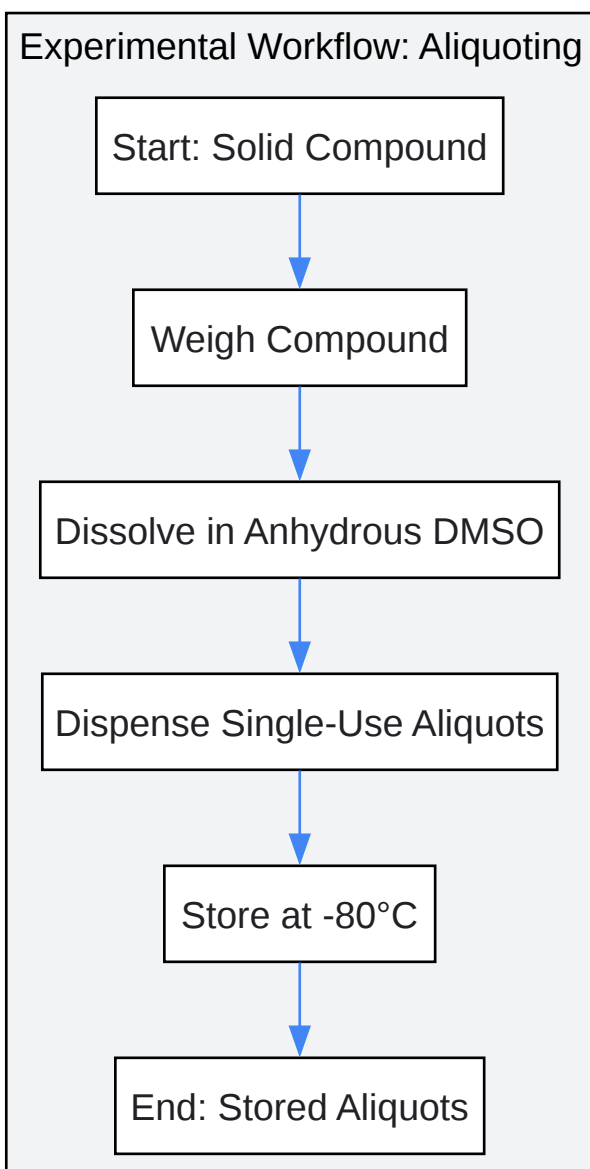 Experimental Workflow: Aliquoting
Start: Solid Compound
Weigh Compound
Dissolve in Anhydrous DMSO
Dispense Single-Use Aliquots
Store at -80°C
End: Stored Aliquots